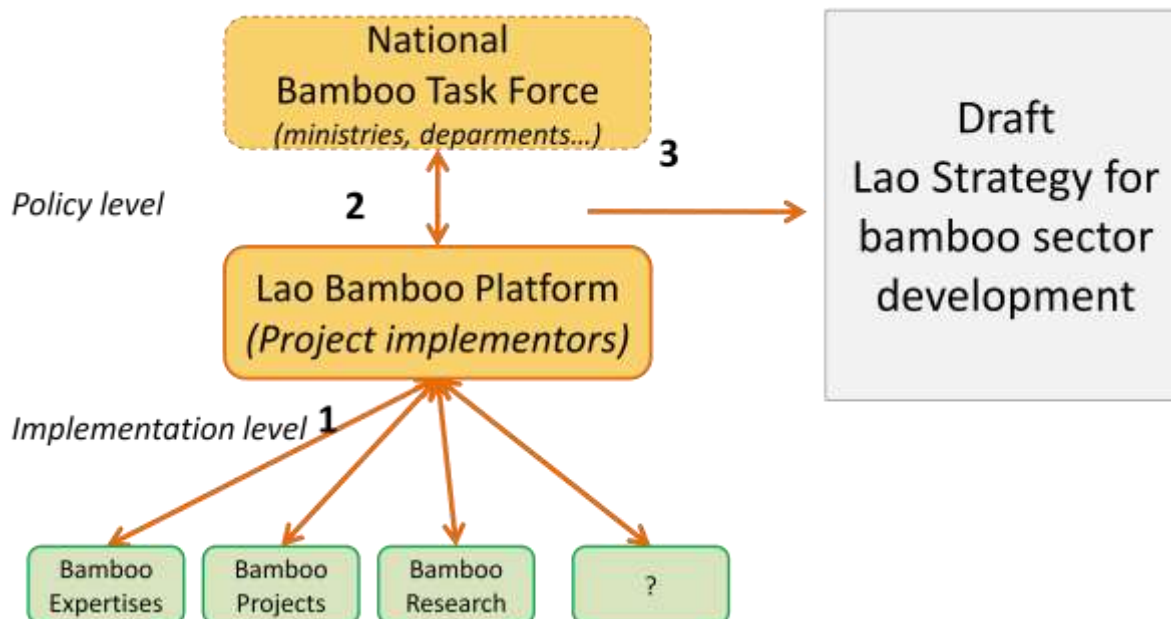 National
Bamboo Task Force
(ministries, deparments...)
3
Policy level
2
Draft
Lao Strategy for
bamboo sector
development
Lao Bamboo Platform
(Project implementors)
Implementation level
1
Bamboo
Expertises
Bamboo
Projects
Bamboo
Research
?